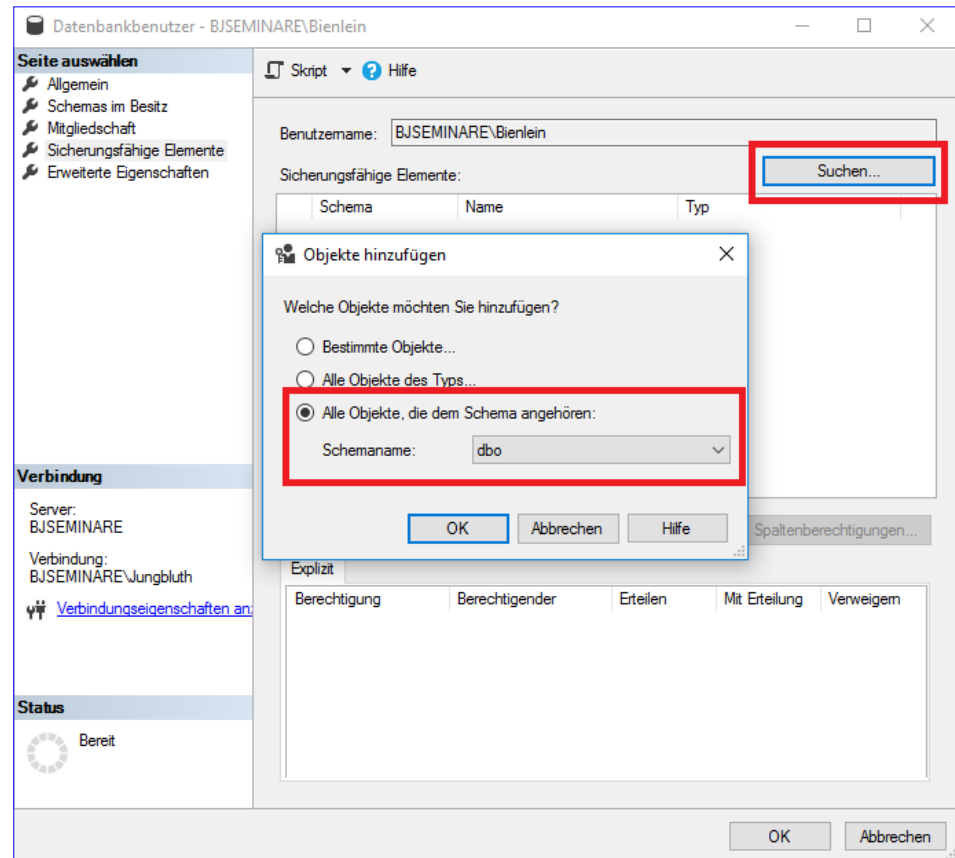 Datenbankbenutzer - BJSEMINARE\Bienlein
Seite auswählen
Allgemein
Schemas im Besitz
Mitgliedschaft
Sicherungsfähige Elemente
Erweiterte Eigenschaften
Skript
Hilfe
Benutzername: BJSEMINARE\Bienlein
Sicherungsfähige Elemente:
Suchen...
Schema Name Typ
Objekte hinzufügen
Welche Objekte möchten Sie hinzufügen?
Bestimmte Objekte...
Alle Objekte des Typs...
Alle Objekte, die dem Schema angehören:
Schemaname: dbo
OK Abbrechen Hilfe
Spaltenberechtigungen...
Explizit
Berechtigung Berechtigender Erteilen Mit Erteilung Verweigern
Verbindung
Server:
BJSEMINARE
Verbindung:
BJSEMINARE\Jungbluth
Verbindungseigenschaften an
Status
Bereit
OK Abbrechen